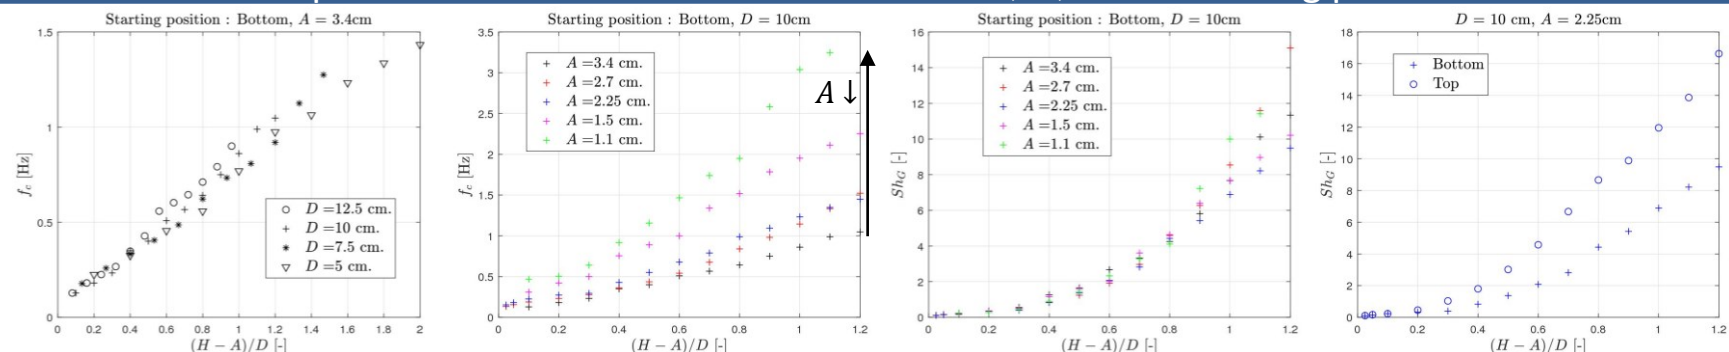 Starting position : Bottom, A = 3.4cm
1.5
1
0.5
0
0 0.2 0.4 0.6 0.8 1 1.2 1.4 1.6 1.8 2
f_c [Hz]
(H − A)/D [-]
D =12.5 cm.
D =10 cm.
D =7.5 cm.
D =5 cm.
Starting position : Bottom, D = 10cm
3.5
3
2.5
2
1.5
1
0.5
0
0 0.2 0.4 0.6 0.8 1 1.2
f_c [Hz]
(H − A)/D [-]
A =3.4 cm.
A =2.7 cm.
A =2.25 cm.
A =1.5 cm.
A =1.1 cm.
A ↓
Starting position : Bottom, D = 10cm
16
14
12
10
8
6
4
2
0
0 0.2 0.4 0.6 0.8 1 1.2
Sh_G [-]
(H − A)/D [-]
A =3.4 cm.
A =2.7 cm.
A =2.25 cm.
A =1.5 cm.
A =1.1 cm.
D = 10 cm, A = 2.25cm
18
16
14
12
10
8
6
4
2
0
0 0.2 0.4 0.6 0.8 1 1.2
Sh_G [-]
(H − A)/D [-]
Bottom
Top